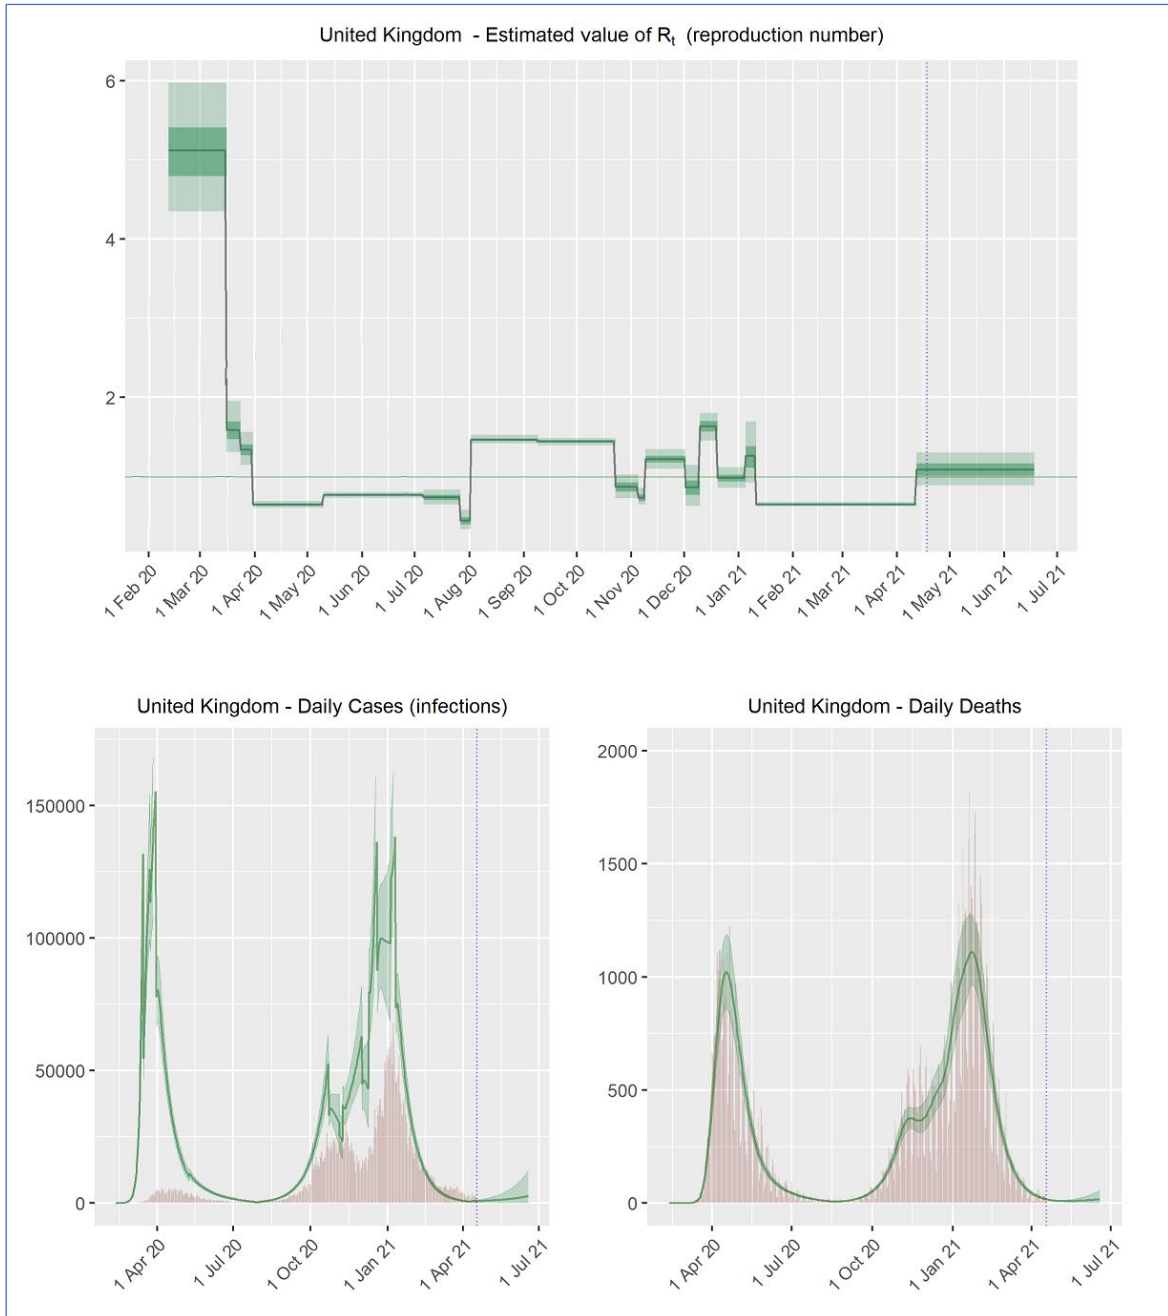 United Kingdom - Estimated value of Rt (reproduction number)
6
4
2
1 Feb 20
1 Mar 20
1 Apr 20
1 May 20
1 Jun 20
1 Jul 20
1 Aug 20
1 Sep 20
1 Oct 20
1 Nov 20
1 Dec 20
1 Jan 21
1 Feb 21
1 Mar 21
1 Apr 21
1 May 21
1 Jun 21
1 Jul 21
United Kingdom - Daily Cases (infections)
150000
100000
50000
0
1 Apr 20
1 Jul 20
1 Oct 20
1 Jan 21
1 Apr 21
1 Jul 21
United Kingdom - Daily Deaths
2000
1500
1000
500
0
1 Apr 20
1 Jul 20
1 Oct 20
1 Jan 21
1 Apr 21
1 Jul 21